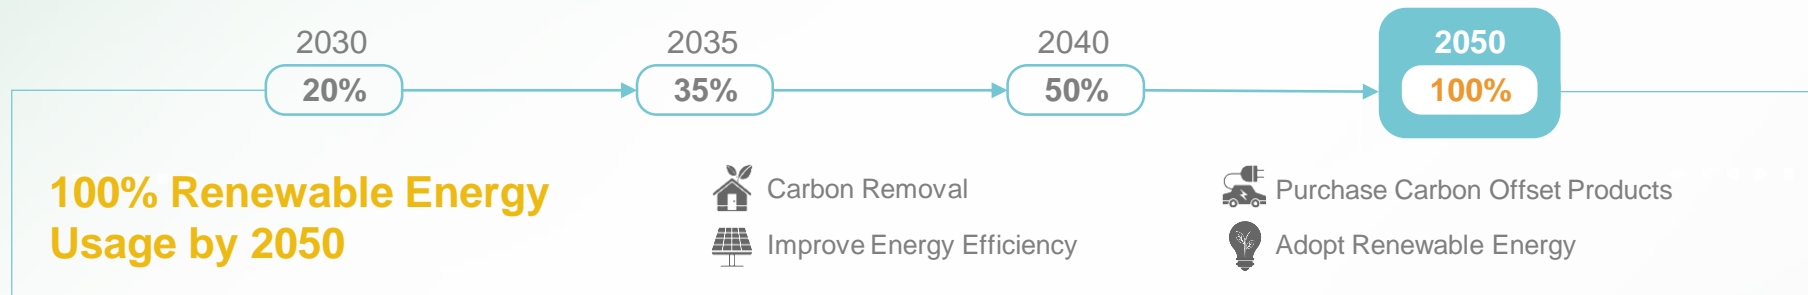 2030
2035
2040
2050
20%
35%
50%
100%
100% Renewable Energy
Usage by 2050
Carbon Removal
Improve Energy Efficiency
Purchase Carbon Offset Products
Adopt Renewable Energy